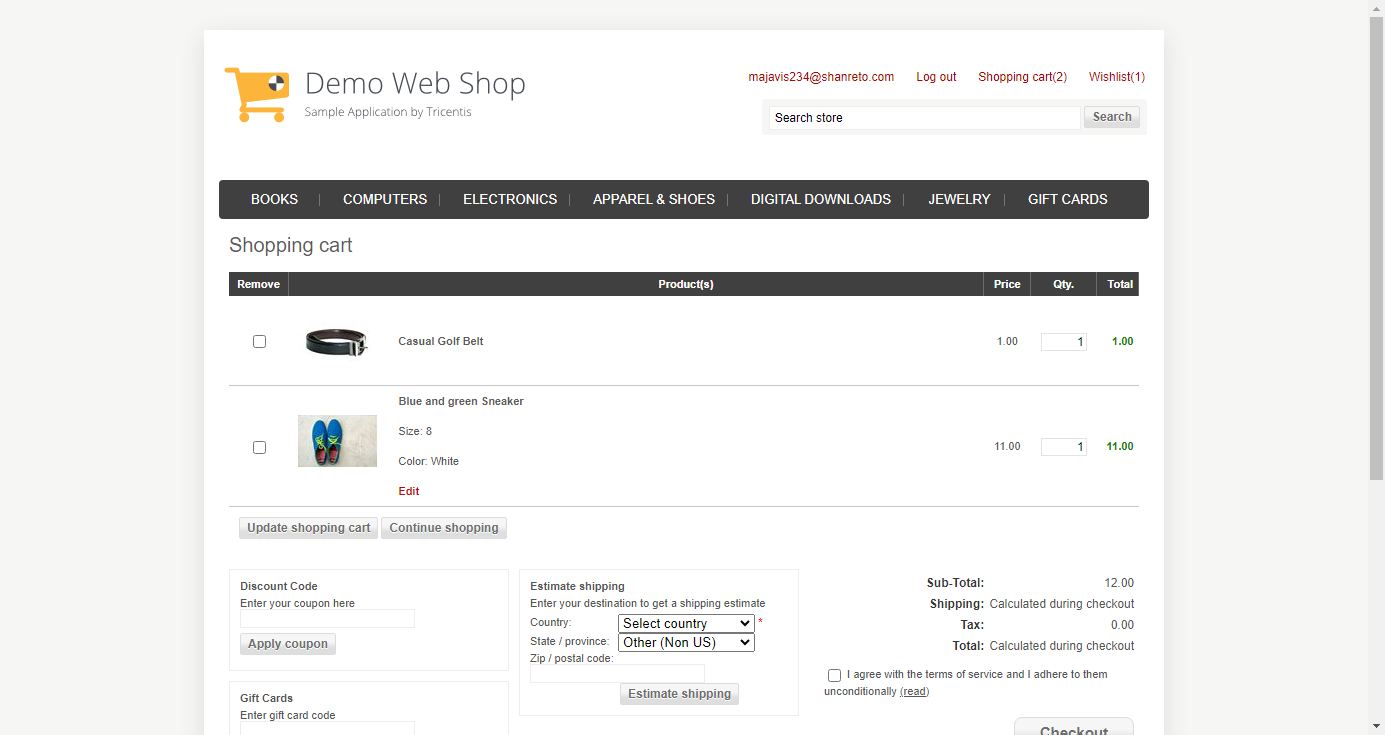 Demo Web Shop
Sample Application by Tricentis
majavis234@shanreto.com Log out Shopping cart(2) Wishlist(1)
Search store Search
BOOKS COMPUTERS ELECTRONICS APPAREL & SHOES DIGITAL DOWNLOADS JEWELRY GIFT CARDS
Shopping cart
Remove Product(s) Price Qty. Total
Casual Golf Belt 1.00 1 1.00
Blue and green Sneaker
Size: 8
Color: White
Edit
11.00 1 11.00
Update shopping cart Continue shopping
Discount Code
Enter your coupon here
Apply coupon
Gift Cards
Enter gift card code
Estimate shipping
Enter your destination to get a shipping estimate
Country: Select country *
State / province: Other (Non US)
Zip / postal code:
Estimate shipping
Sub-Total: 12.00
Shipping: Calculated during checkout
Tax: 0.00
Total: Calculated during checkout
I agree with the terms of service and I adhere to them
unconditionally (read)
Checkout